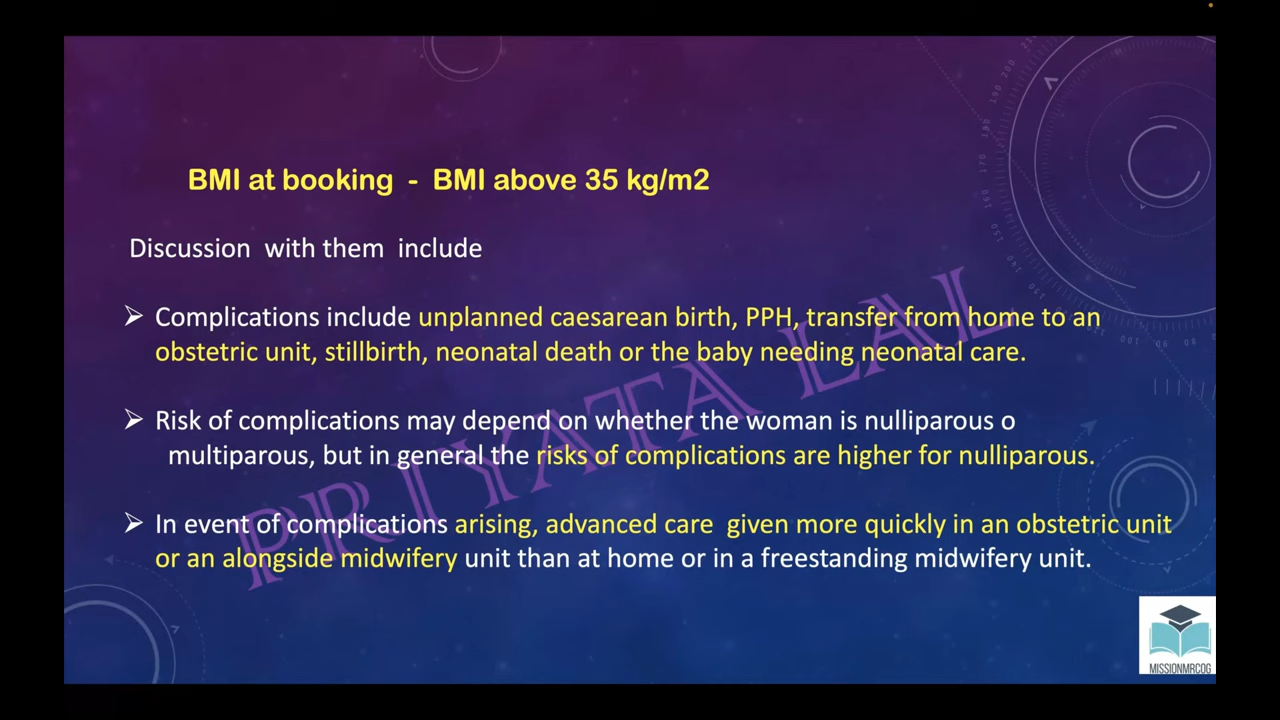 BMI at booking - BMI above 35 kg/m2
Discussion with them include
➢ Complications include unplanned caesarean birth, PPH, transfer from home to an
obstetric unit, stillbirth, neonatal death or the baby needing neonatal care.
➢ Risk of complications may depend on whether the woman is nulliparous o
multiparous, but in general the risks of complications are higher for nulliparous.
➢ In event of complications arising, advanced care given more quickly in an obstetric unit
or an alongside midwifery unit than at home or in a freestanding midwifery unit.
PRIYATA LAL
MISSIONMRCOG